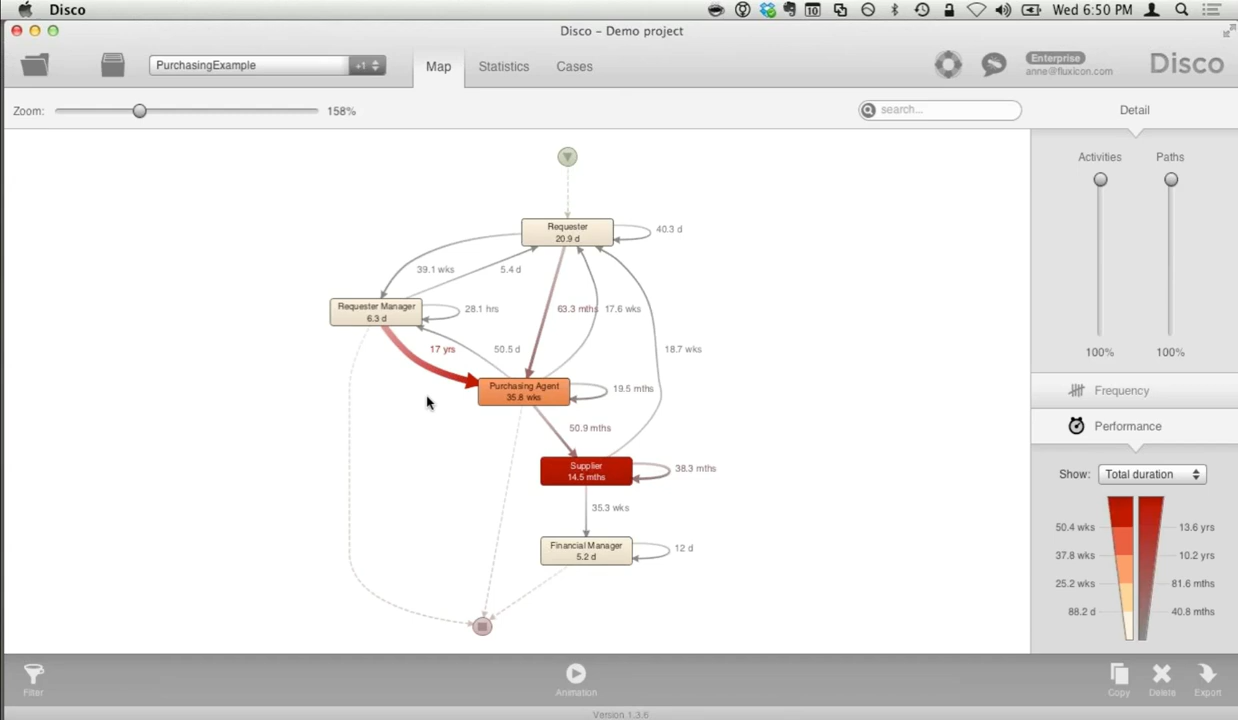 Disco
10
Wed 6:50 PM
Disco – Demo project
PurchasingExample
+1
Map
Statistics
Cases
Enterprise
anne@fluxicon.com
Disco
Zoom:
158%
search...
Detail
Activities
Paths
100%
100%
Frequency
Performance
Show:
Total duration
50.4 wks
13.6 yrs
37.8 wks
10.2 yrs
25.2 wks
81.6 mths
88.2 d
40.8 mths
Requester
20.9 d
40.3 d
39.1 wks
5.4 d
Requester Manager
6.3 d
28.1 hrs
63.3 mths
17.6 wks
17 yrs
50.5 d
18.7 wks
Purchasing Agent
35.8 wks
19.5 mths
50.9 mths
Supplier
14.5 mths
38.3 mths
35.3 wks
Financial Manager
5.2 d
12 d
Filter
Animation
Copy
Delete
Export
Version 1.3.6